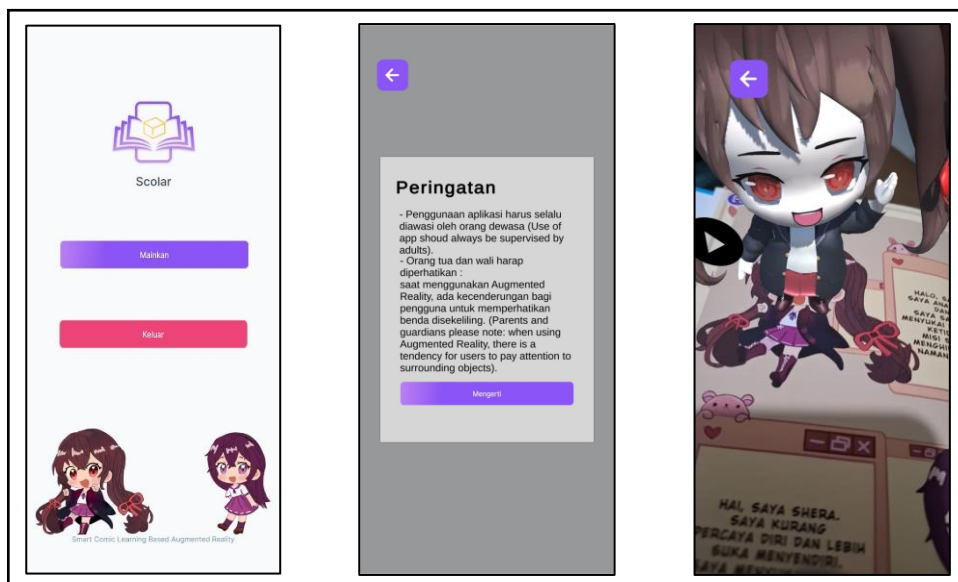 Scolar
Mainkan
Keluar
Smart Comic Learning Based Augmented Reality
Peringatan
- Penggunaan aplikasi harus selalu
diawasi oleh orang dewasa (Use of
app shoud always be supervised by
adults).
- Orang tua dan wali harap
diperhatikan :
saat menggunakan Augmented
Reality, ada kecenderungan bagi
pengguna untuk memperhatikan
benda disekeliling. (Parents and
guardians please note: when using
Augmented Reality, there is a
tendency for users to pay attention to
surrounding objects).
Mengerti
HALO,
SAYA
MENYUKAI
MISI
HAI, SAYA SHERA.
SAYA KURANG
PERCAYA DIRI DAN LEBIH
SUKA MENYENDIRI.